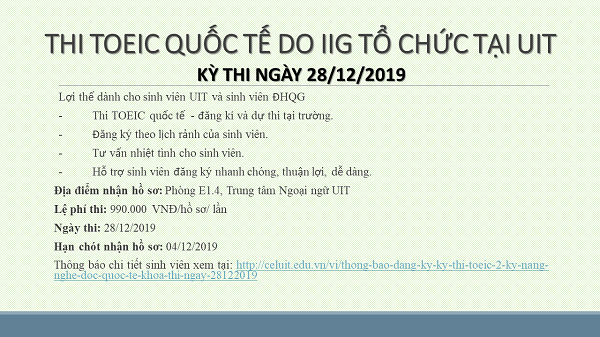 THI TOEIC QUỐC TẾ DO IIG TỔ CHỨC TẠI UIT
KỲ THI NGÀY 28/12/2019
Lợi thế dành cho sinh viên UIT và sinh viên ĐHQG
- Thi TOEIC quốc tế - đăng kí và dự thi tại trường.
- Đăng ký theo lịch rảnh của sinh viên.
- Tư vấn nhiệt tình cho sinh viên.
- Hỗ trợ sinh viên đăng ký nhanh chóng, thuận lợi, dễ dàng.
Địa điểm nhận hồ sơ: Phòng E1.4, Trung tâm Ngoại ngữ UIT
Lệ phí thi: 990.000 VNĐ/hồ sơ/ lần
Ngày thi: 28/12/2019
Hạn chót nhận hồ sơ: 04/12/2019
Thông báo chi tiết sinh viên xem tại: http://celuit.edu.vn/vi/thong-bao-dang-ky-ky-thi-toeic-2-ky-nang-
nghe-doc-quoc-te-khoa-thi-ngay-28122019